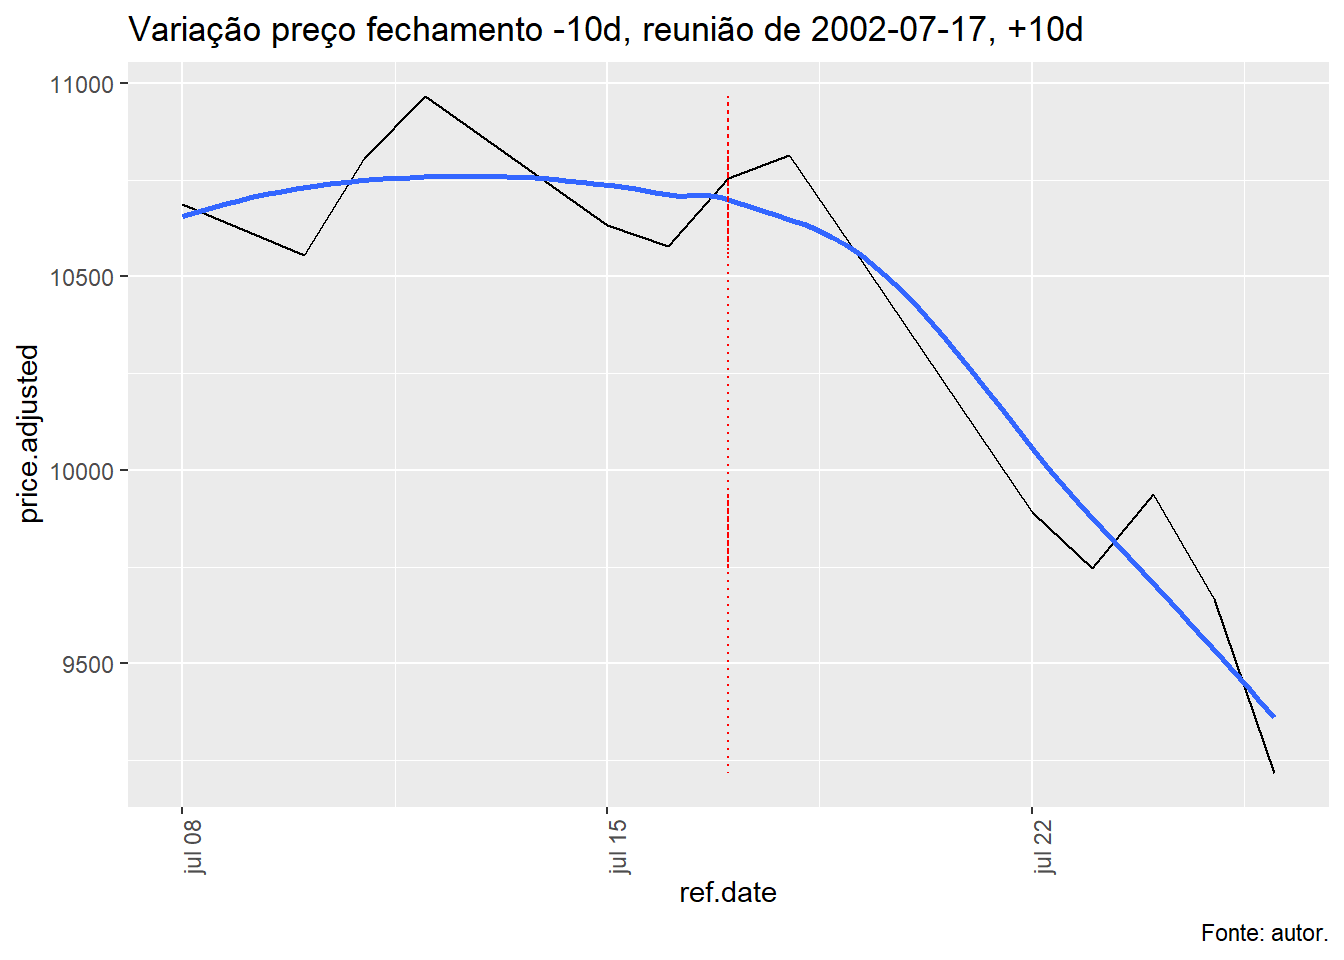 Variação preço fechamento -10d, reunião de 2002-07-17, +10d
11000
10500
10000
9500
price.adjusted
jul 08
jul 15
jul 22
ref.date
Fonte: autor.